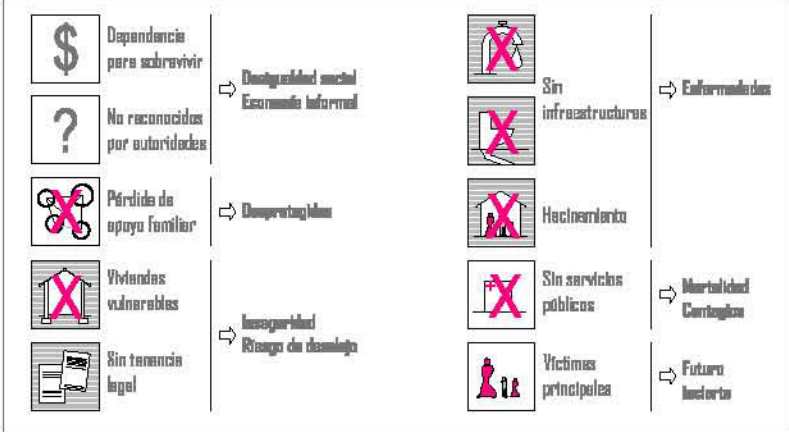 $
Dependencia
para sobrevivir
?
No reconocidos
por autoridades
Desigualdad social
Economía informal
Pérdida de
apoyo familiar
Desprotegidos
Viviendas
vulnerables
Sin tenencia
legal
Inseguridad
Riesgo de desalojo
Sin
infraestructuras
Hacinamiento
Enfermedades
Sin servicios
públicos
Mortalidad
Contagios
Víctimas
principales
Futuro
incierto